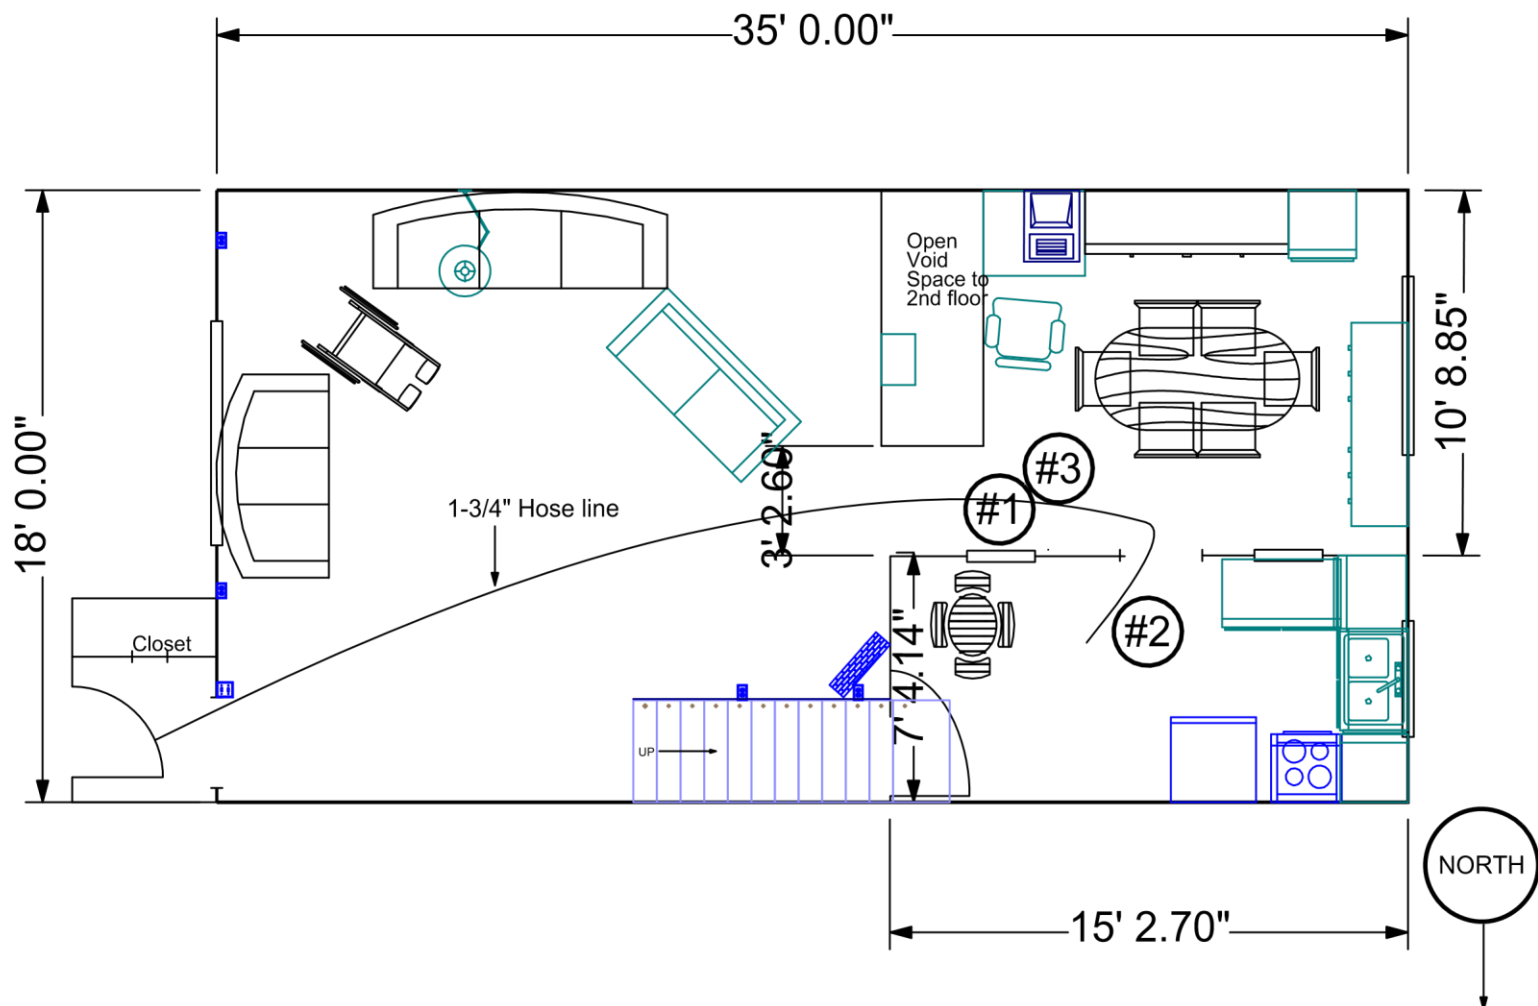 35' 0.00"
Open
Void
Space to
2nd floor
18' 0.00"
10' 8.85"
3' 2.60"
#3
#1
1-3/4" Hose line
#2
Closet
7' 4.14"
UP
NORTH
15' 2.70"